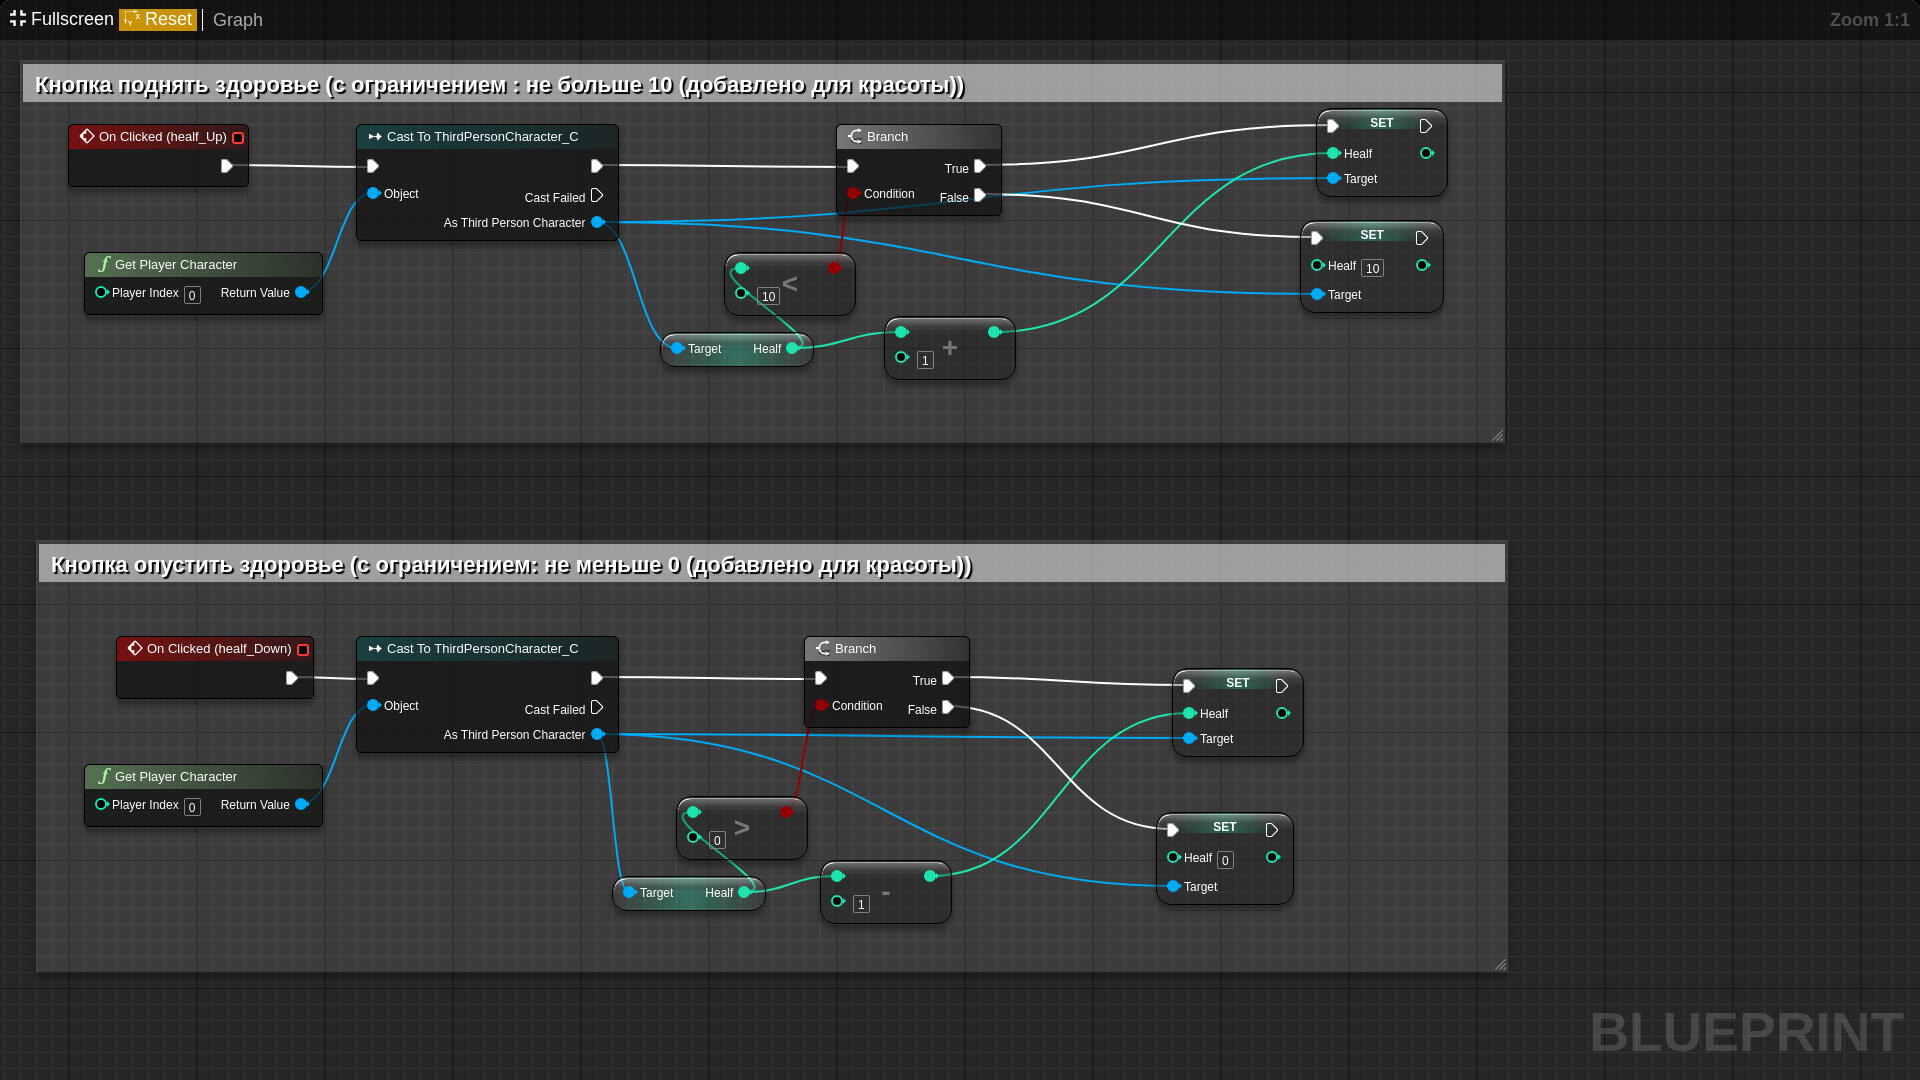 Fullscreen Reset Graph Zoom 1:1
Кнопка поднять здоровье (с ограничением : не больше 10 (добавлено для красоты))
On Clicked (healf_Up)
Cast To ThirdPersonCharacter_C
Object
Cast Failed
As Third Person Character
Branch
True
Condition
False
SET
Healf
Target
SET
Healf 10
Target
Get Player Character
Player Index 0 Return Value
<
10
Target Healf
+
1
Кнопка опустить здоровье (с ограничением: не меньше 0 (добавлено для красоты))
On Clicked (healf_Down)
Cast To ThirdPersonCharacter_C
Object
Cast Failed
As Third Person Character
Branch
True
Condition
False
SET
Healf
Target
Get Player Character
Player Index 0 Return Value
>
0
Target Healf
-
1
SET
Healf 0
Target
BLUEPRINT